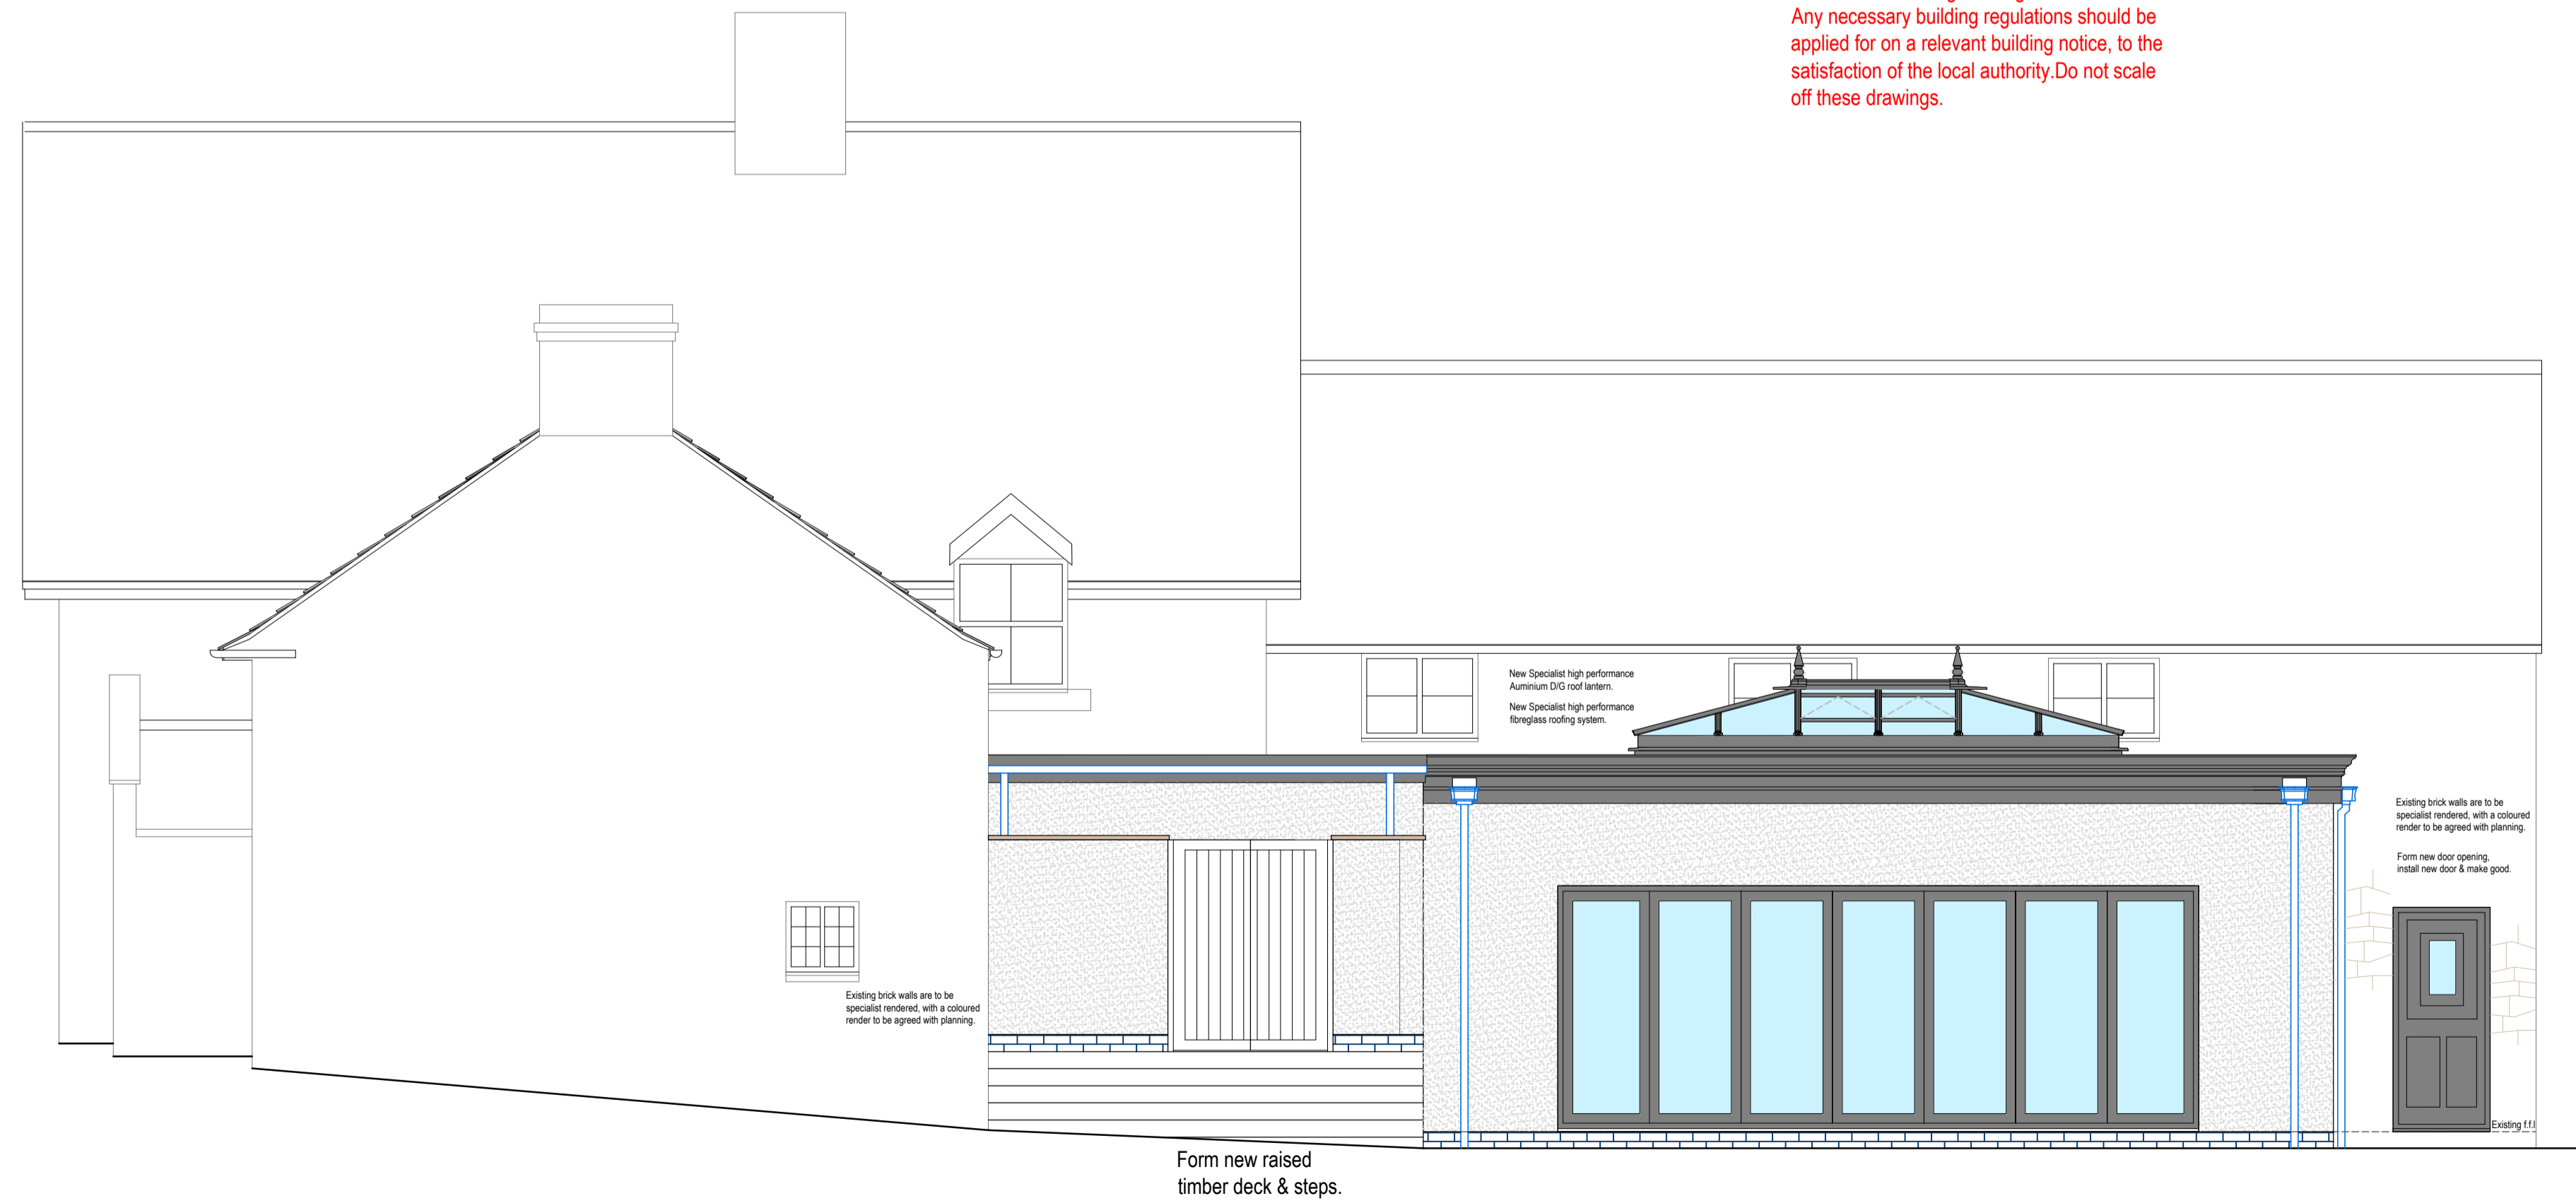 Any necessary building regulations should be
applied for on a relevant building notice, to the
satisfaction of the local authority.Do not scale
off these drawings.
New Specialist high performance
Auminium D/G roof lantern.
New Specialist high performance
fibreglass roofing system.
Existing brick walls are to be
specialist rendered, with a coloured
render to be agreed with planning.
Form new door opening,
install new door & make good.
Existing brick walls are to be
specialist rendered, with a coloured
render to be agreed with planning.
Existing f.f.l
Form new raised
timber deck & steps.